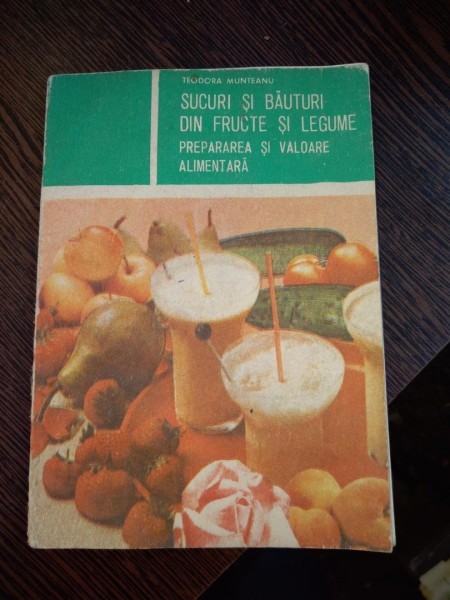 TEODORA MUNTEANU
SUCURI ȘI BĂUTURI
DIN FRUCTE ȘI LEGUME
PREPARAREA ȘI VALOARE
ALIMENTARĂ